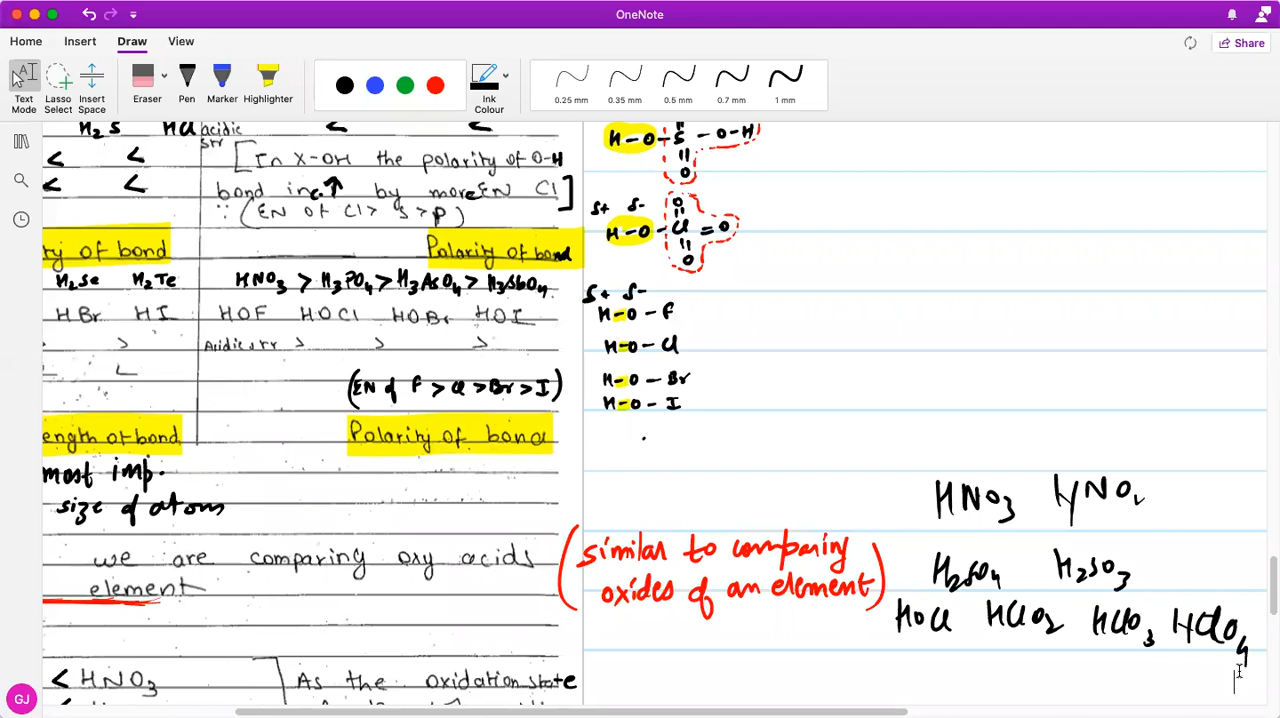 OneNote
Home Insert Draw View
Share
Text Mode
Lasso Select
Insert Space
Eraser
Pen
Marker
Highlighter
Ink Colour
0.25 mm 0.35 mm 0.5 mm 0.7 mm 1 mm
H2S HCl acidic < <
str
< < [In X-OH the polarity of O-H
< < bond inc.↑ by more EN Cl]
∵ (EN of Cl > S > P)
ty of bond Polarity of bond
H2Se H2Te HNO3 > H3PO4 > H3AsO4 > H3SbO4
HBr HI HOF HOCl HOBr HOI
> Acidic str > > >
<
(EN of F > Cl > Br > I)
ength of bond Polarity of bond
most imp.
size of atom
we are comparing oxy acids
element
< HNO3 As the oxidation state
H-O-S-O-H
O
δ+ δ- O
H-O-Cl=O
O
δ+ δ-
H-O-F
H-O-Cl
H-O-Br
H-O-I
(similar to comparing
oxides of an element)
HNO3 HNO2
H2SO4 H2SO3
HOCl HClO2 HClO3 HClO4
GJ